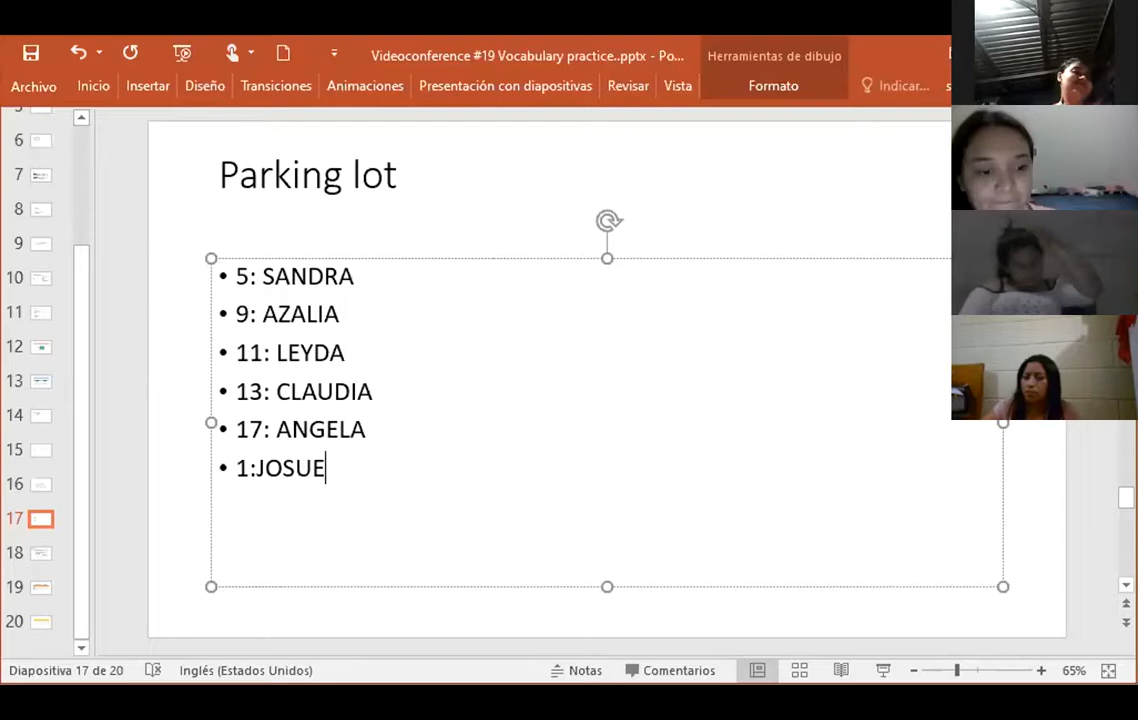 Videoconference #19 Vocabulary practice..pptx - Po...
Herramientas de dibujo
Archivo
Inicio
Insertar
Diseño
Transiciones
Animaciones
Presentación con diapositivas
Revisar
Vista
Formato
Indicar...
6
7
8
9
10
11
12
13
14
15
16
17
18
19
20
Parking lot
• 5: SANDRA
• 9: AZALIA
• 11: LEYDA
• 13: CLAUDIA
• 17: ANGELA
• 1:JOSUE
Diapositiva 17 de 20
Inglés (Estados Unidos)
Notas
Comentarios
65%